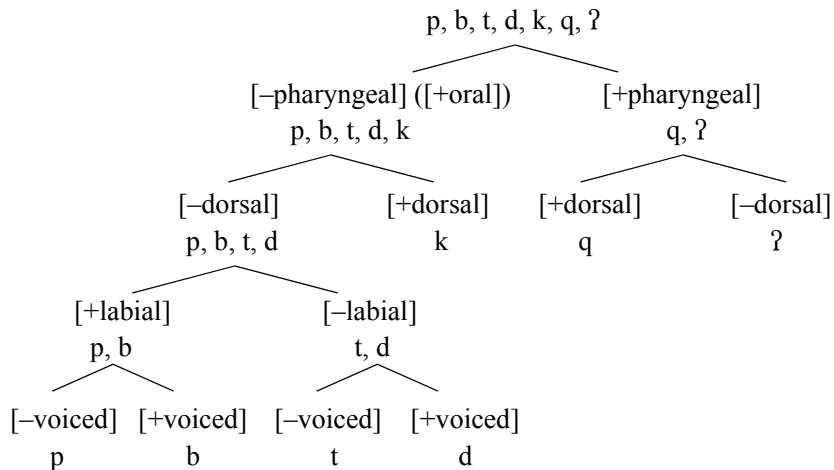 p, b, t, d, k, q, ʔ
[–pharyngeal] ([+oral]) [+pharyngeal]
p, b, t, d, k q, ʔ
[–dorsal] [+dorsal] [+dorsal] [–dorsal]
p, b, t, d k q ʔ
[+labial] [–labial]
p, b t, d
[–voiced] [+voiced] [–voiced] [+voiced]
p b t d